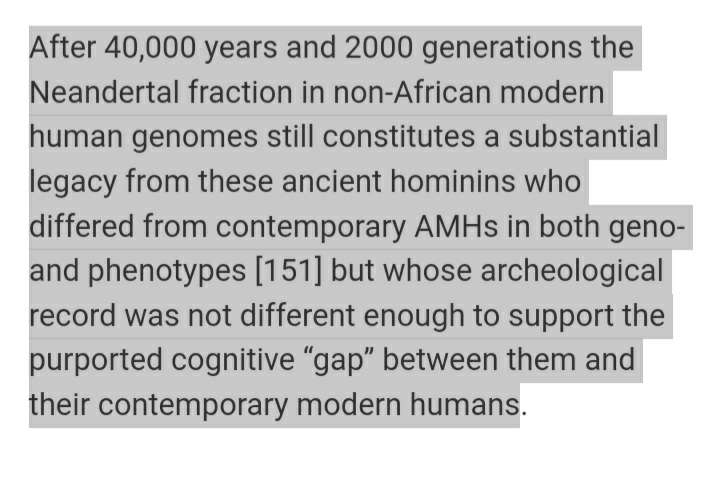 After 40,000 years and 2000 generations the
Neandertal fraction in non-African modern
human genomes still constitutes a substantial
legacy from these ancient hominins who
differed from contemporary AMHs in both geno-
and phenotypes [151] but whose archeological
record was not different enough to support the
purported cognitive “gap” between them and
their contemporary modern humans.